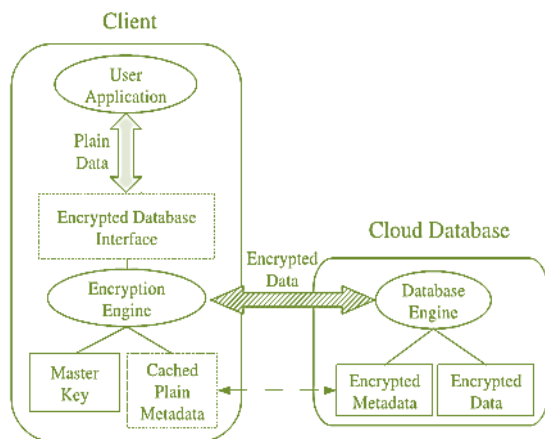 Client
User
Application
Plain
Data
Encrypted Database
Interface
Encryption
Engine
Master
Key
Cached
Plain
Metadata
Encrypted
Data
Cloud Database
Database
Engine
Encrypted
Metadata
Encrypted
Data